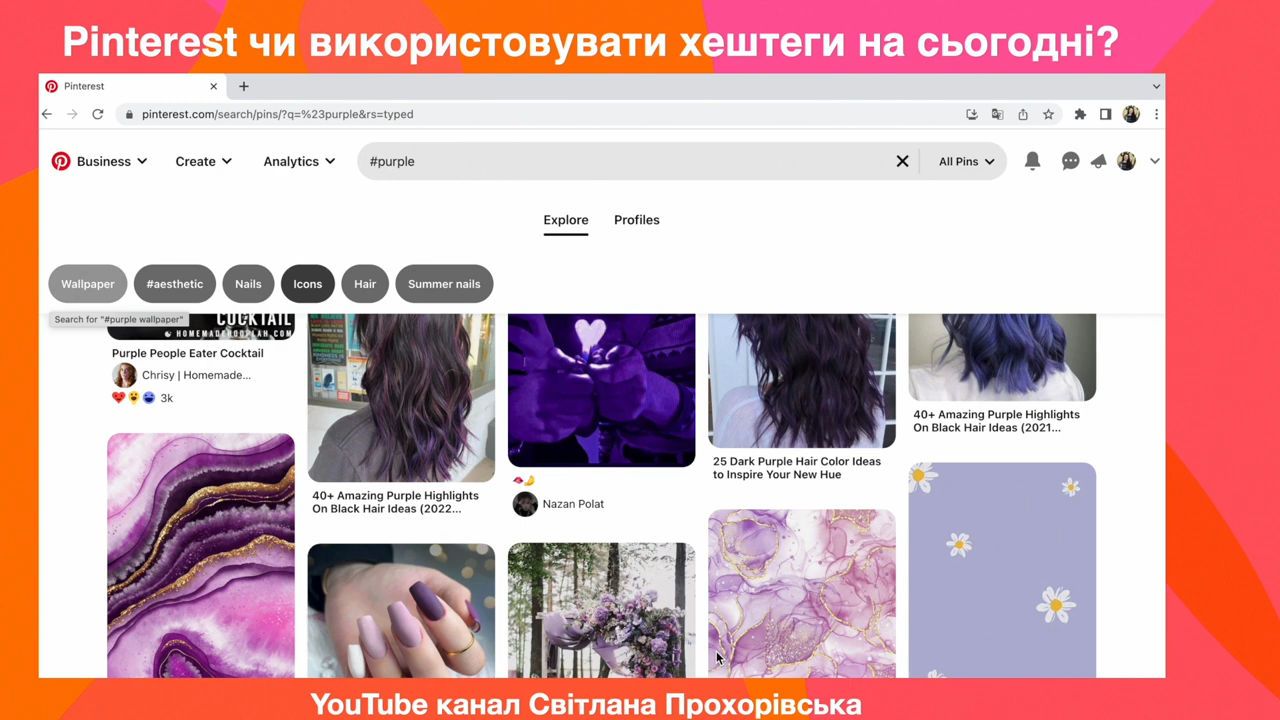 Pinterest чи використовувати хештеги на сьогодні?
Pinterest
pinterest.com/search/pins/?q=%23purple&rs=typed
Business
Create
Analytics
#purple
All Pins
Explore
Profiles
Wallpaper
#aesthetic
Nails
Icons
Hair
Summer nails
Search for "#purple wallpaper"
COCKTAIL
HOMEMADEHOOPLAH.COM
Purple People Eater Cocktail
Chrisy | Homemade...
3k
40+ Amazing Purple Highlights
On Black Hair Ideas (2022...
Nazan Polat
25 Dark Purple Hair Color Ideas
to Inspire Your New Hue
40+ Amazing Purple Highlights
On Black Hair Ideas (2021...
YouTube канал Світлана Прохорівська